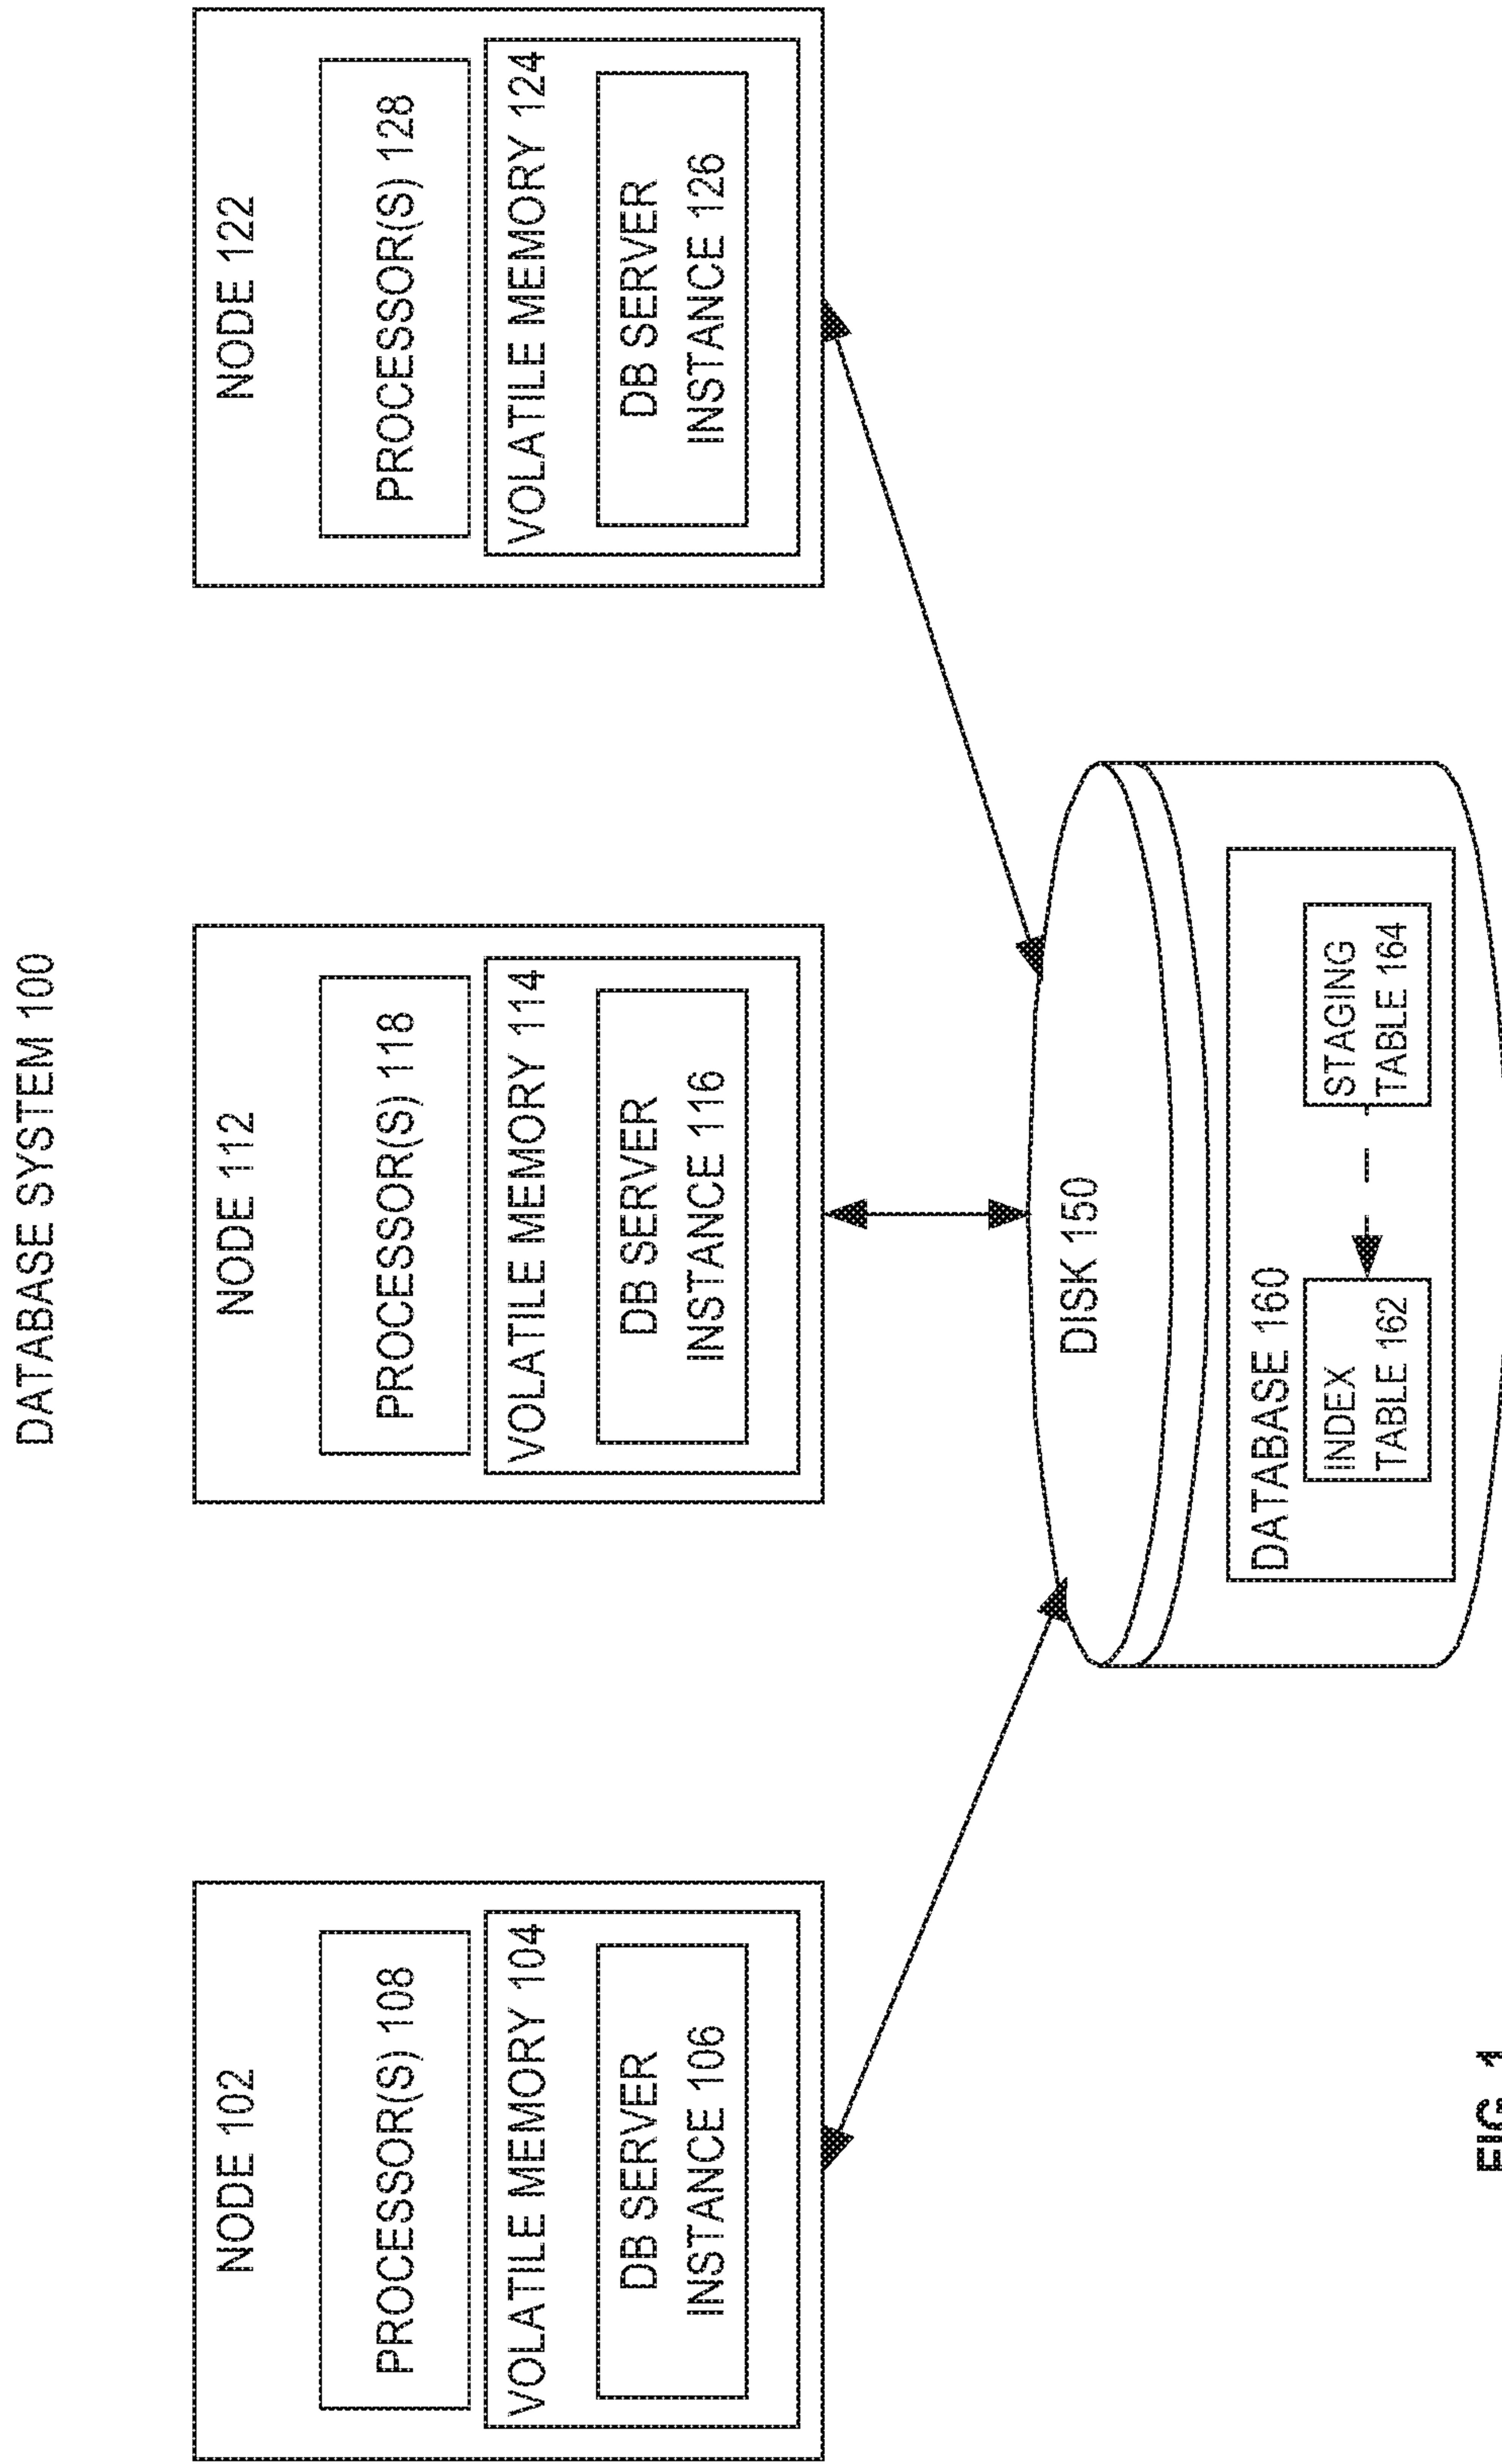 DATABASE SYSTEM 100
NODE 102
PROCESSOR(S) 108
VOLATILE MEMORY 104
DB SERVER
INSTANCE 106
NODE 112
PROCESSOR(S) 118
VOLATILE MEMORY 114
DB SERVER
INSTANCE 116
NODE 122
PROCESSOR(S) 128
VOLATILE MEMORY 124
DB SERVER
INSTANCE 126
DISK 150
DATABASE 160
INDEX
TABLE 162
STAGING
TABLE 164
FIG. 1